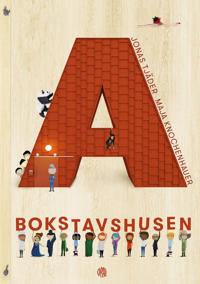 A
JONAS TJÄDER, MAJA KNOCHENHAUER
BOKSTAVSHUSEN